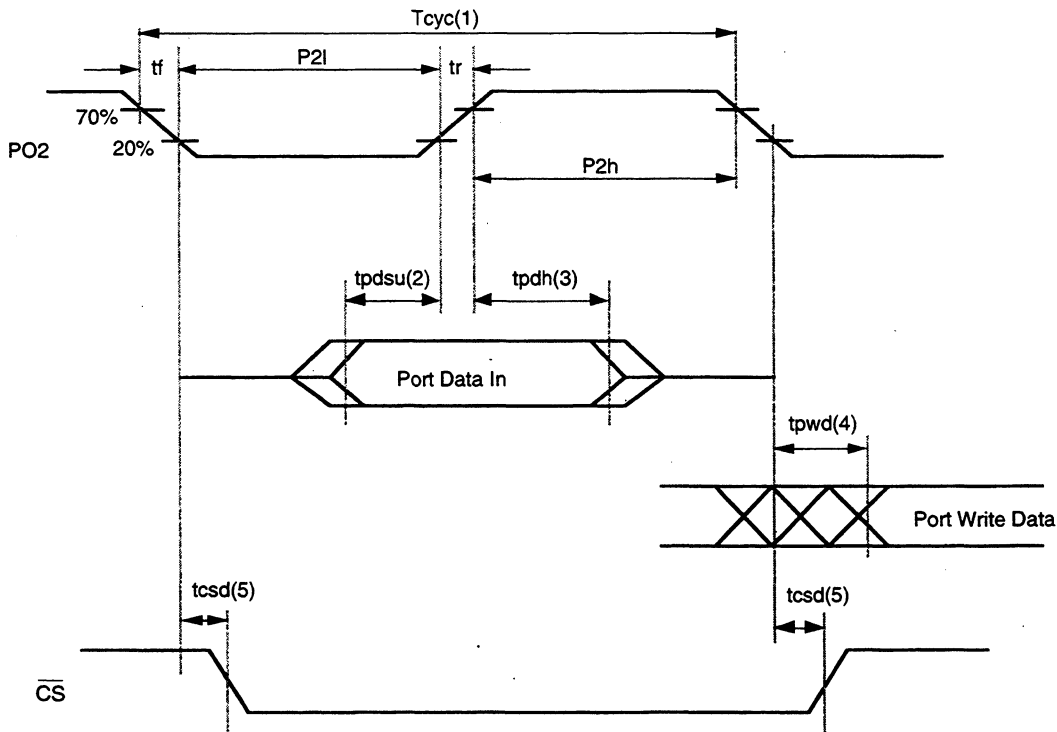 Tcyc(1)
tf
P2l
tr
70%
20%
PO2
P2h
tpdsu(2)
tpdh(3)
Port Data In
tpwd(4)
Port Write Data
tcsd(5)
tcsd(5)
CS